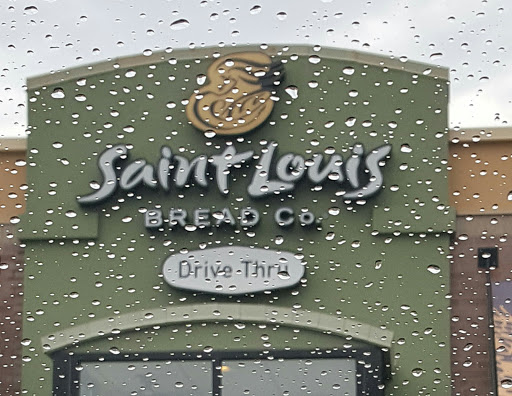 Saint Louis
BREAD Co.
Drive-Thru